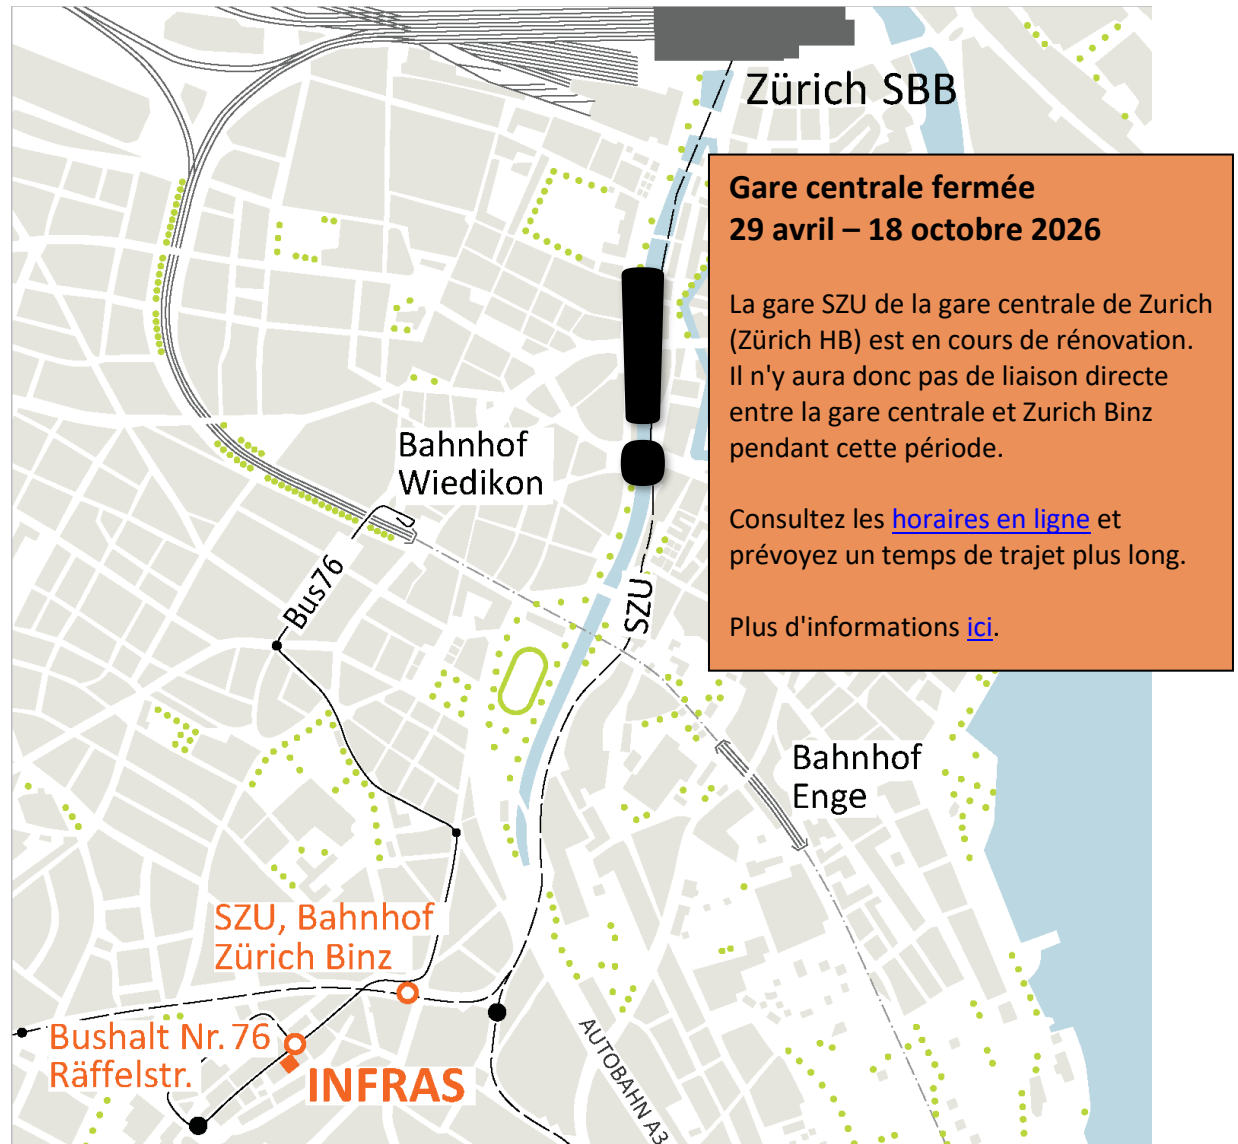 Zürich SBB
Gare centrale fermée
29 avril – 18 octobre 2026
La gare SZU de la gare centrale de Zurich
(Zürich HB) est en cours de rénovation.
Il n'y aura donc pas de liaison directe
entre la gare centrale et Zurich Binz
pendant cette période.
Consultez les horaires en ligne et
prévoyez un temps de trajet plus long.
Plus d'informations ici.
Bahnhof
Wiedikon
Bus76
SZU
Bahnhof
Enge
SZU, Bahnhof
Zürich Binz
Bushalt Nr. 76
Räffelstr.
INFRAS
AUTOBAHN A3